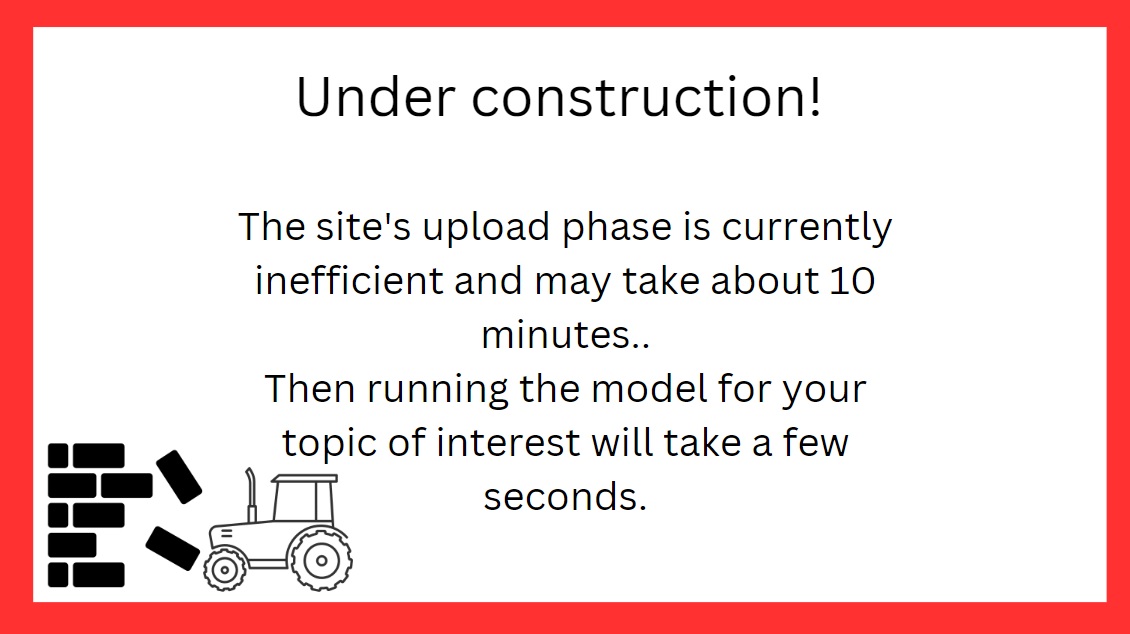 Under construction!
The site's upload phase is currently
inefficient and may take about 10
minutes..
Then running the model for your
topic of interest will take a few
seconds.